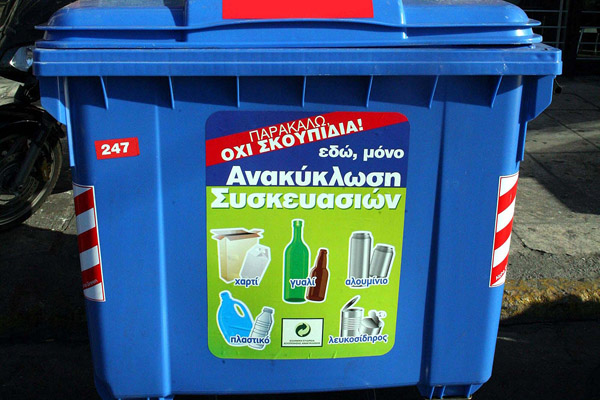 247
ΠΑΡΑΚΑΛΩ,
ΟΧΙ ΣΚΟΥΠΙΔΙΑ!
εδώ, μόνο
Ανακύκλωση
Συσκευασιών
χαρτί
γυαλί
αλουμίνιο
πλαστικό
λευκοσίδηρος